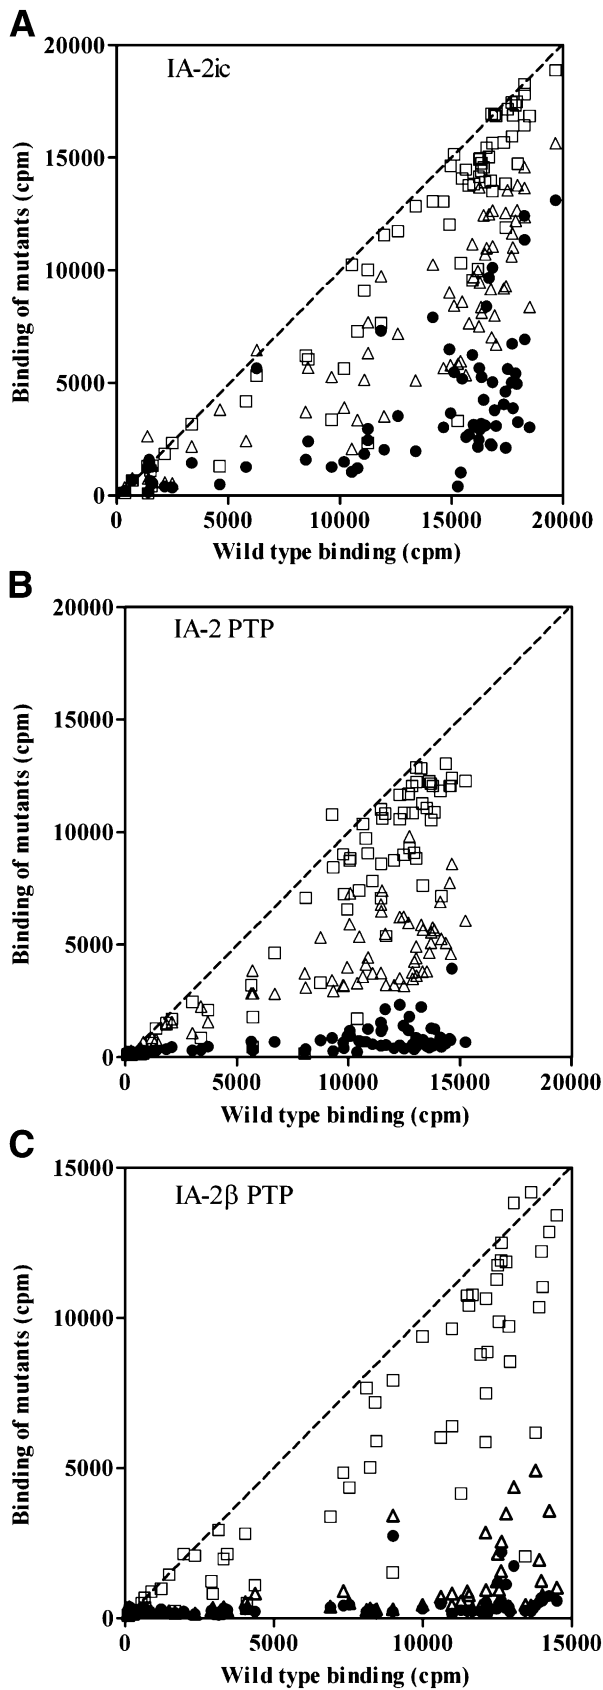 A
IA-2ic
20000
15000
10000
5000
0
Binding of mutants (cpm)
0 5000 10000 15000 20000
Wild type binding (cpm)
B
IA-2 PTP
20000
15000
10000
5000
0
Binding of mutants (cpm)
0 5000 10000 15000 20000
Wild type binding (cpm)
C
IA-2β PTP
15000
10000
5000
0
Binding of mutants (cpm)
0 5000 10000 15000
Wild type binding (cpm)